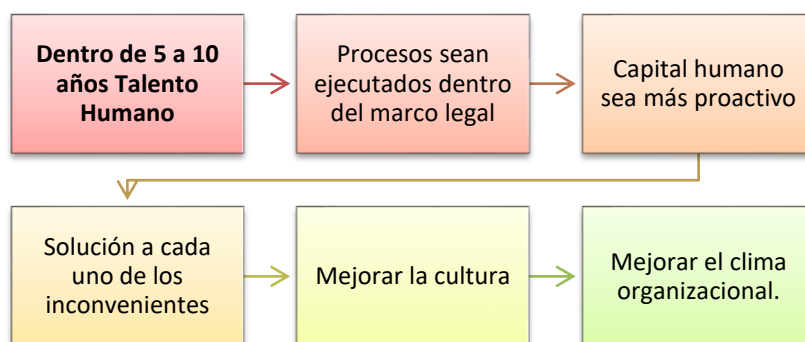 Dentro de 5 a 10
años Talento
Humano
Procesos sean
ejecutados dentro
del marco legal
Capital humano
sea más proactivo
Solución a cada
uno de los
inconvenientes
Mejorar la cultura
Mejorar el clima
organizacional.